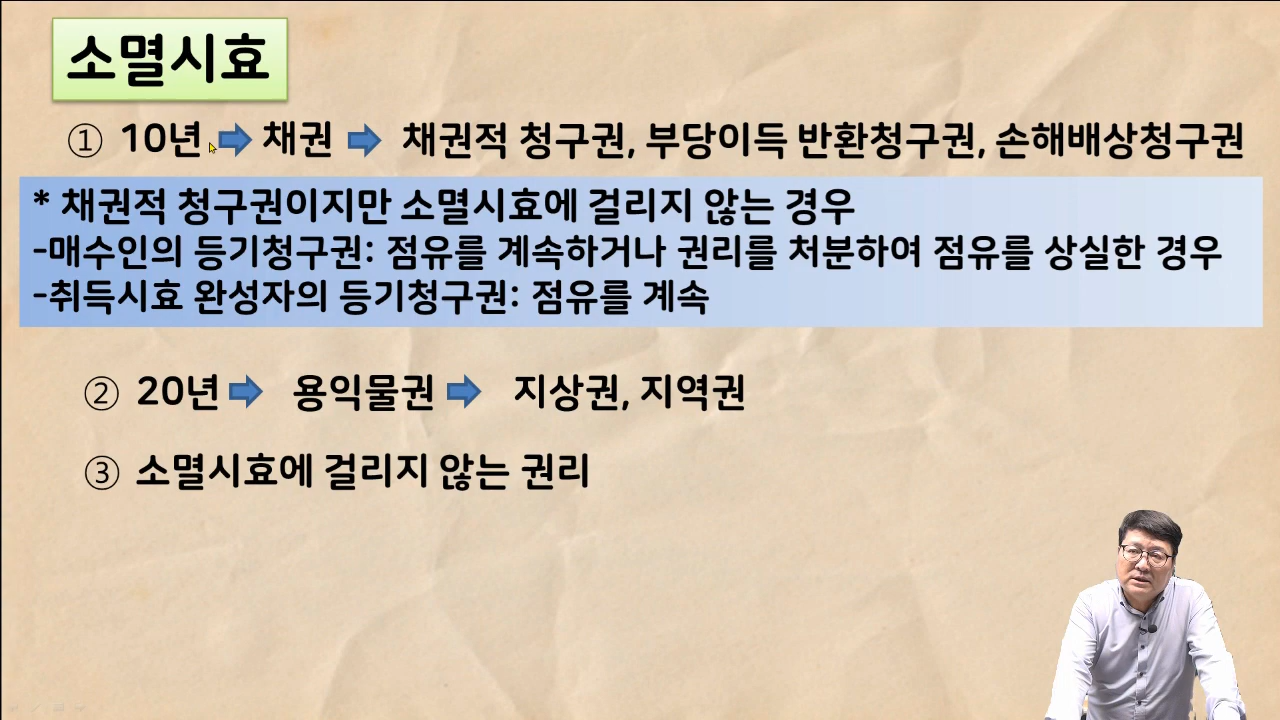 소멸시효
① 10년 채권 채권적 청구권, 부당이득 반환청구권, 손해배상청구권
* 채권적 청구권이지만 소멸시효에 걸리지 않는 경우
-매수인의 등기청구권: 점유를 계속하거나 권리를 처분하여 점유를 상실한 경우
-취득시효 완성자의 등기청구권: 점유를 계속
② 20년 용익물권 지상권, 지역권
③ 소멸시효에 걸리지 않는 권리